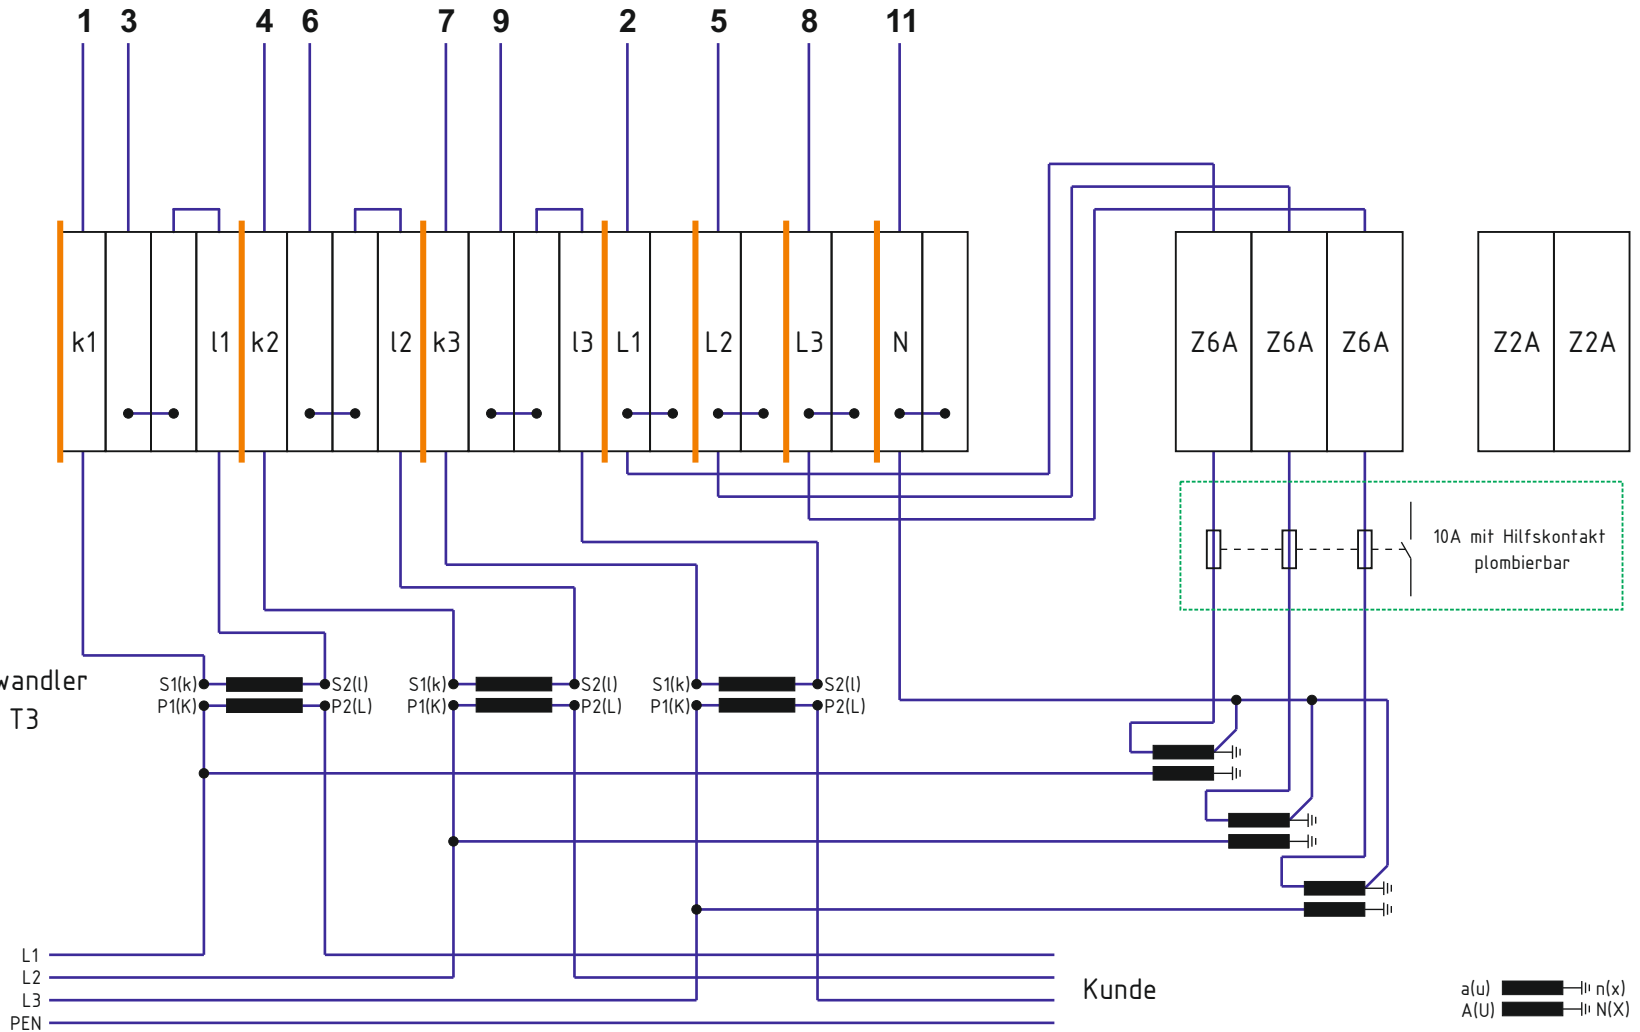 1 3 4 6 7 9 2 5 8 11
k1 l1 k2 l2 k3 l3 L1 L2 L3 N Z6A Z6A Z6A Z2A Z2A
10A mit Hilfskontakt
plombierbar
wandler
T3
S1(k) S2(l) S1(k) S2(l) S1(k) S2(l)
P1(K) P2(L) P1(K) P2(L) P1(K) P2(L)
L1
L2
L3
PEN
Kunde
a(u) n(x)
A(U) N(X)